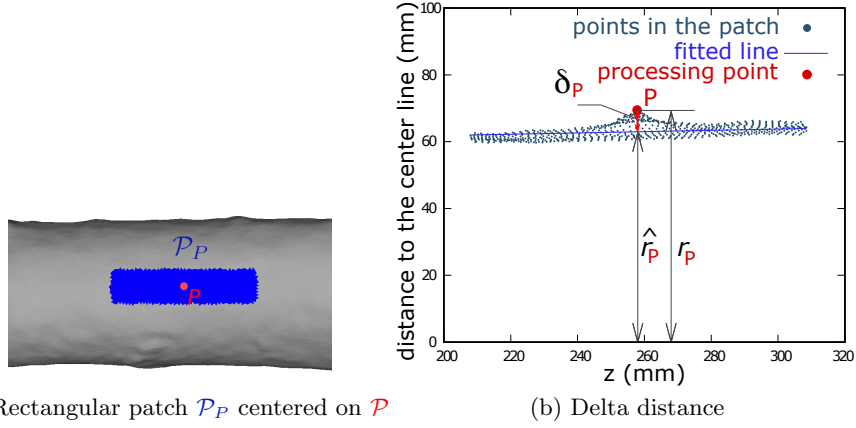 𝒫_P
P
Rectangular patch 𝒫_P centered on 𝒫
points in the patch
fitted line
processing point
δ_P
P
r̂_P
r_P
distance to the center line (mm)
100
80
60
40
20
0
200
220
240
260
280
300
320
z (mm)
(b) Delta distance